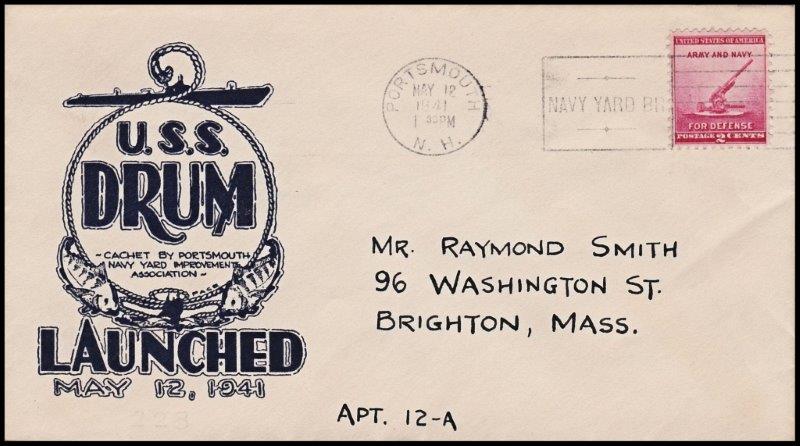 U.S.S.
DRUM
~ CACHET BY PORTSMOUTH
NAVY YARD IMPROVEMENT
ASSOCIATION ~
LAUNCHED
MAY 12, 1941
PORTSMOUTH
MAY 12
1941
N. H.
NAVY YARD BR
UNITED STATES OF AMERICA
ARMY AND NAVY
FOR DEFENSE
POSTAGE 2 CENTS
MR. RAYMOND SMITH
96 WASHINGTON ST.
BRIGHTON, MASS.
APT. 12-A